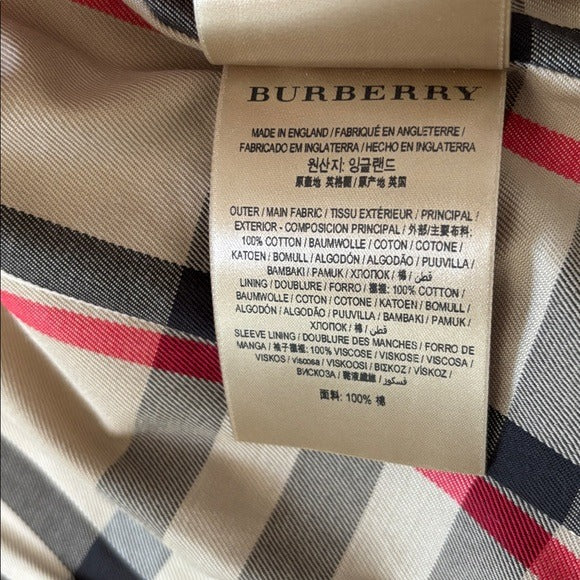 BURBERRY
MADE IN ENGLAND / FABRIQUÉ EN ANGLETERRE /
FABRICADO EM INGLATERRA / HECHO EN INGLATERRA
원산지: 잉글랜드
原產地 英格蘭 / 原产地 英国
OUTER / MAIN FABRIC / TISSU EXTÉRIEUR / PRINCIPAL /
EXTERIOR - COMPOSICION PRINCIPAL / 外部/主要布料:
100% COTTON / BAUMWOLLE / COTON / COTONE /
KATOEN / BOMULL / ALGODÓN / ALGODÃO / PUUVILLA /
BAMBAKI / PAMUK / ХЛОПОК / 棉 / قطن /
LINING / DOUBLURE / FORRO / 襯裡: 100% COTTON /
BAUMWOLLE / COTON / COTONE / KATOEN / BOMULL /
ALGODÓN / ALGODÃO / PUUVILLA / BAMBAKI / PAMUK /
ХЛОПОК / 棉 / قطن /
SLEEVE LINING / DOUBLURE DES MANCHES / FORRO DE
MANGA / 袖子襯裡: 100% VISCOSE / VISKOSE / VISCOSA /
VISKOS / viscosa / VISKOOSI / ΒΙΣΚΟΖ / VÍSKOZ /
ВИСКОЗА / 黏液纖維 / فسكوز /
面料: 100% 棉